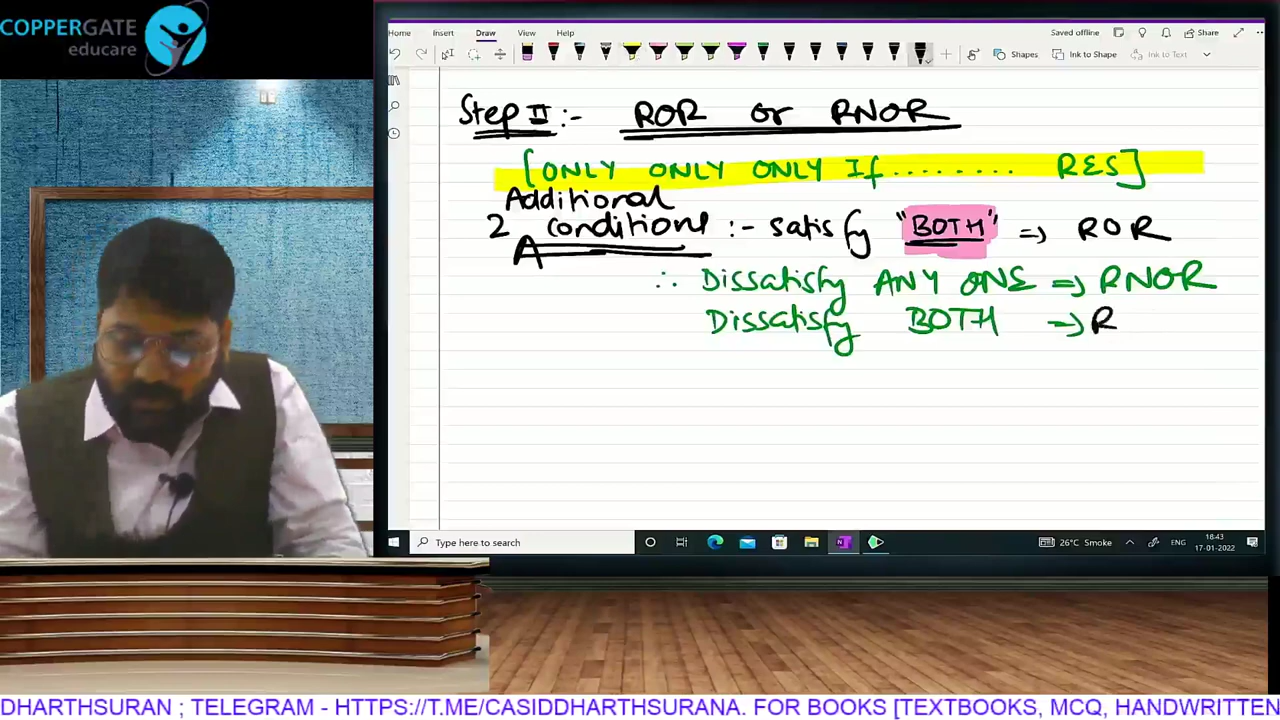 COPPERGATE
educare
Home Insert Draw View Help
Saved offline
Share
Shapes
Ink to Shape
Ink to Text
Step II :- ROR or RNOR
[ONLY ONLY ONLY If ........ RES]
Additional
2 conditions :- satisfy "BOTH" => ROR
∴ Dissatisfy ANY ONE => RNOR
Dissatisfy BOTH => R
Type here to search
26°C Smoke
ENG
18:43
17-01-2022
DHARTHSURAN ; TELEGRAM - HTTPS://T.ME/CASIDDHARTHSURANA. FOR BOOKS [TEXTBOOKS, MCQ, HANDWRITTEN